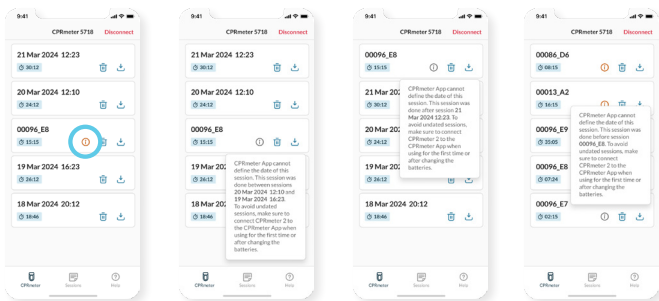 9:41
CPRmeter 5718 Disconnect
21 Mar 2024 12:23
30:12
20 Mar 2024 12:10
24:12
00096_E8
15:15
19 Mar 2024 16:23
26:12
18 Mar 2024 20:12
18:46
CPRmeter Sessions Help
9:41
CPRmeter 5718 Disconnect
21 Mar 2024 12:23
30:12
20 Mar 2024 12:10
24:12
00096_E8
15:15
19 Mar 202
26:12
18 Mar 202
18:46
CPRmeter App cannot
define the date of this
session. This session was
done between sessions
20 Mar 2024 12:10 and
19 Mar 2024 16:23.
To avoid undated
sessions, make sure to
connect CPRmeter 2 to
the CPRmeter App when
using for the first time or
after changing the
batteries.
CPRmeter Sessions Help
9:41
CPRmeter 5718 Disconnect
00096_E8
15:15
21 Mar 202
30:12
20 Mar 202
24:12
19 Mar 202
26:12
18 Mar 2024 20:12
18:46
CPRmeter App cannot
define the date of this
session. This session was
done after session 21
Mar 2024 12:23. To
avoid undated sessions,
make sure to connect
CPRmeter 2 to the
CPRmeter App when
using for the first time or
after changing the
batteries.
CPRmeter Sessions Help
9:41
CPRmeter 5718 Disconnect
00086_D6
08:15
00013_A2
16:15
00096_E9
25:05
00096_E8
07:24
00096_E7
02:15
CPRmeter App cannot
define the date of this
session. This session was
done before session
00096_E8. To avoid
undated sessions, make
sure to connect
CPRmeter 2 to the
CPRmeter App when
using for the first time or
after changing the
batteries.
CPRmeter Sessions Help